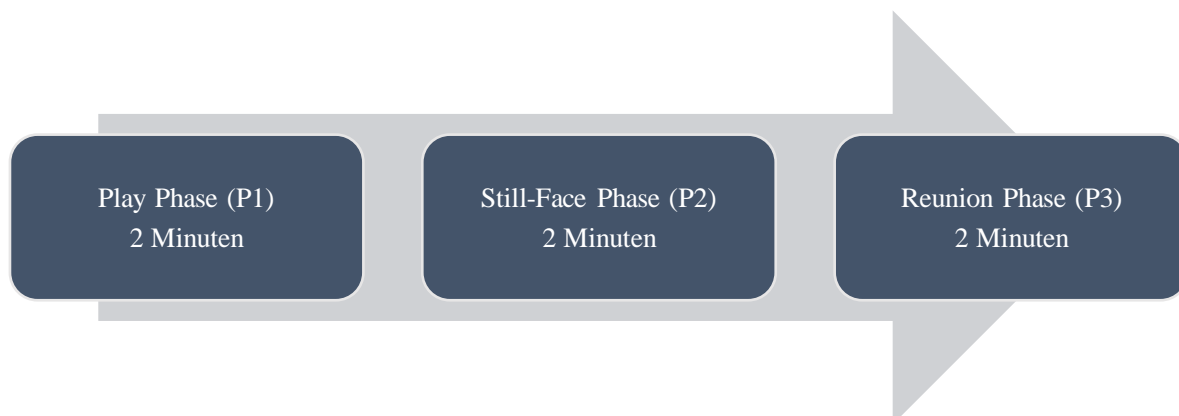 Play Phase (P1)
2 Minuten
Still-Face Phase (P2)
2 Minuten
Reunion Phase (P3)
2 Minuten